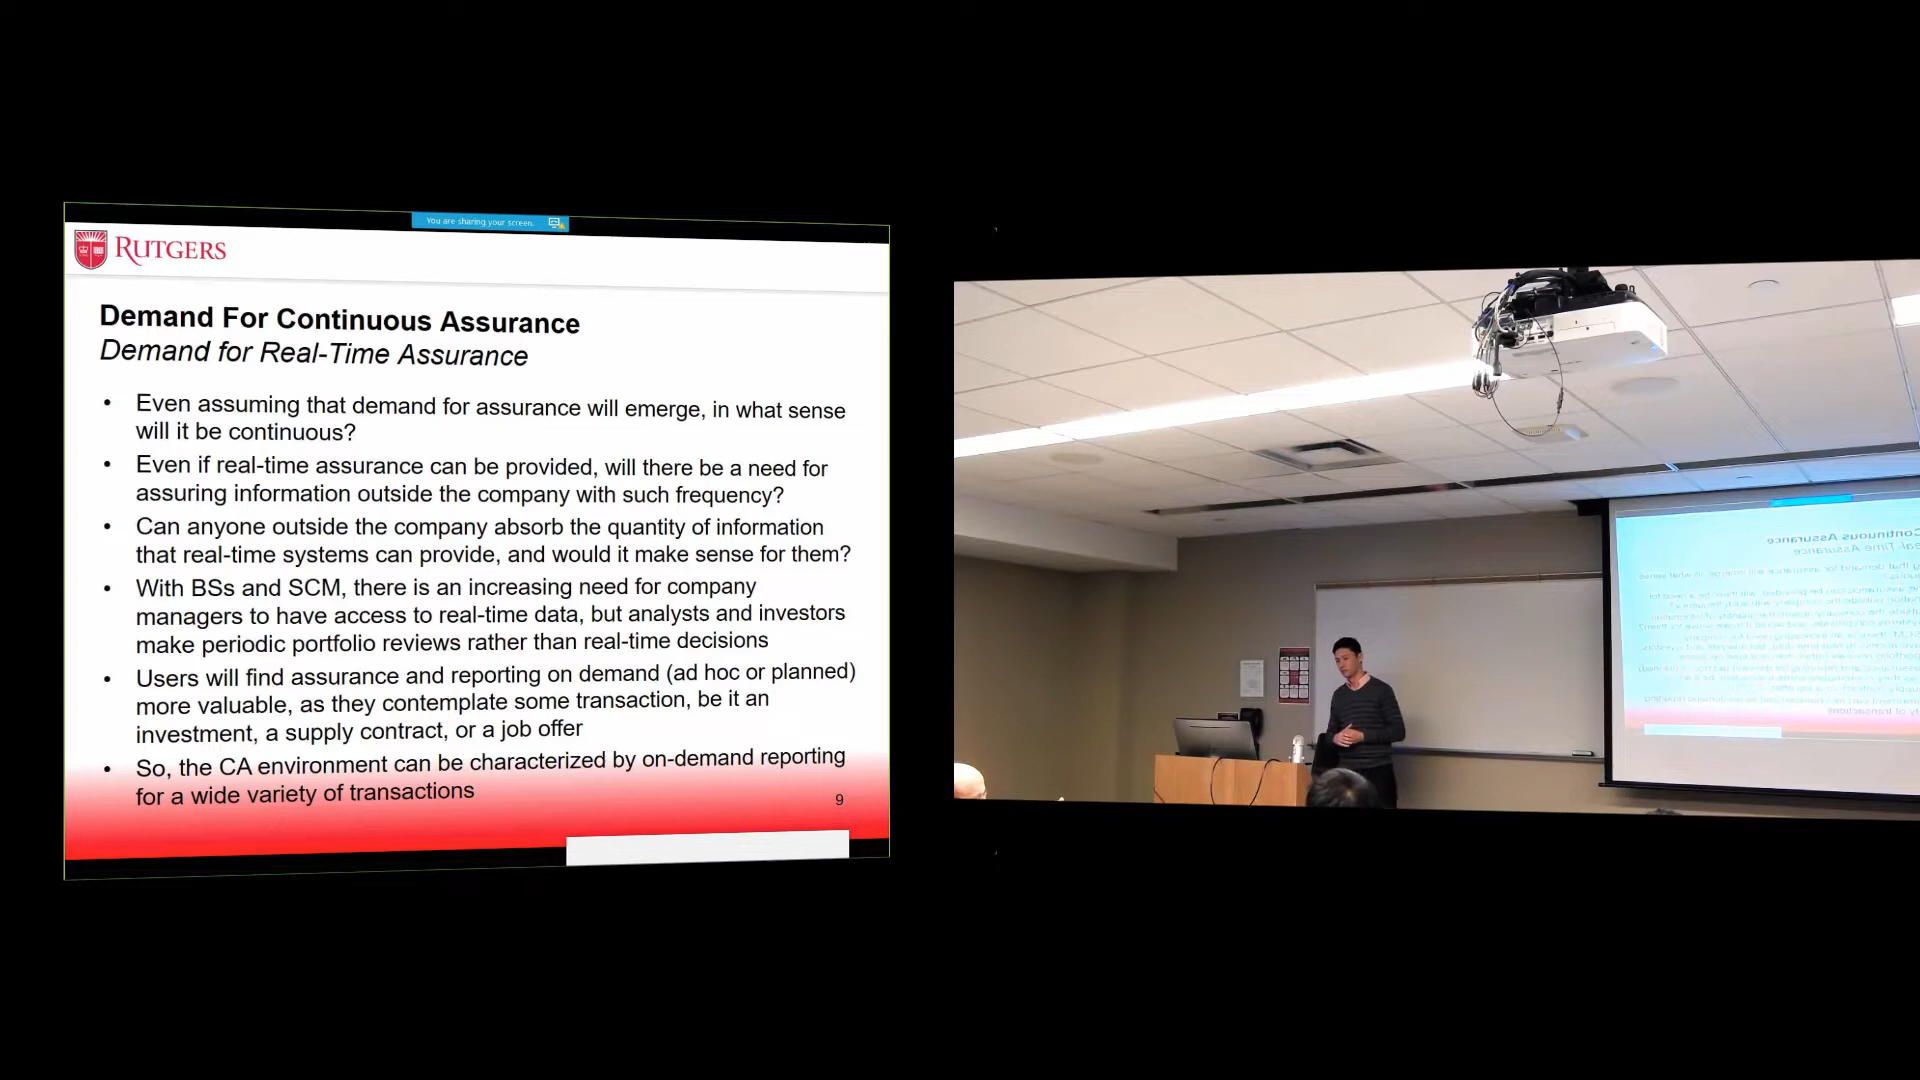 You are sharing your screen.
RUTGERS
Demand For Continuous Assurance
Demand for Real-Time Assurance
• Even assuming that demand for assurance will emerge, in what sense
will it be continuous?
• Even if real-time assurance can be provided, will there be a need for
assuring information outside the company with such frequency?
• Can anyone outside the company absorb the quantity of information
that real-time systems can provide, and would it make sense for them?
• With BSs and SCM, there is an increasing need for company
managers to have access to real-time data, but analysts and investors
make periodic portfolio reviews rather than real-time decisions
• Users will find assurance and reporting on demand (ad hoc or planned)
more valuable, as they contemplate some transaction, be it an
investment, a supply contract, or a job offer
• So, the CA environment can be characterized by on-demand reporting
for a wide variety of transactions
9
Continuous Assurance